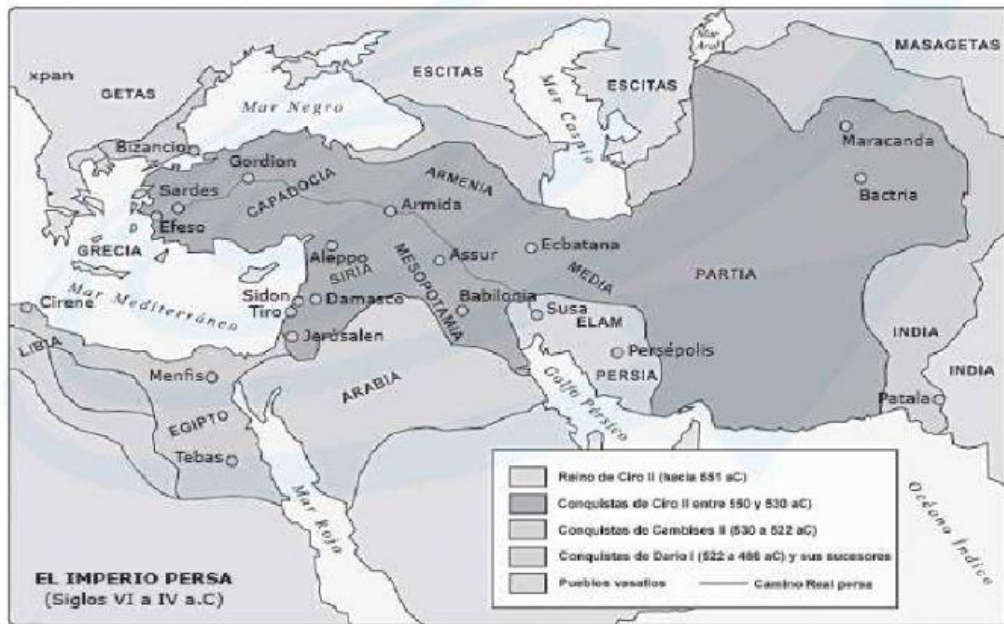 xpan
GETAS
ESCITAS
Mar Negro
Mar Caspio
Mar Aral
ESCITAS
MASAGETAS
Bizancio
Gordion
Maracanda
Sardes
CAPADOCIA
ARMENIA
Bactria
Efeso
Armida
GRECIA
Aleppo
Assur
Ecbatana
SIRIA
MESOPOTAMIA
MEDIA
PARTIA
Cirene
Mar Mediterráneo
Sidon
Damasco
Babilonia
Susa
Tiro
ELAM
INDIA
LIBIA
Jerúsalen
Persépolis
INDIA
Menfis
ARABIA
PERSIA
Golfo Pérsico
Patala
EGIPTO
Tebas
Mar Rojo
Océano Índico
Reino de Ciro II (hacia 551 aC)
Conquistas de Ciro II entre 550 y 530 aC)
Conquistas de Cambises II (530 a 522 aC)
Conquistas de Darío I (522 a 486 aC) y sus sucesores
Pueblos vasallos
Camino Real persa
EL IMPERIO PERSA
(Siglos VI a IV a.C)